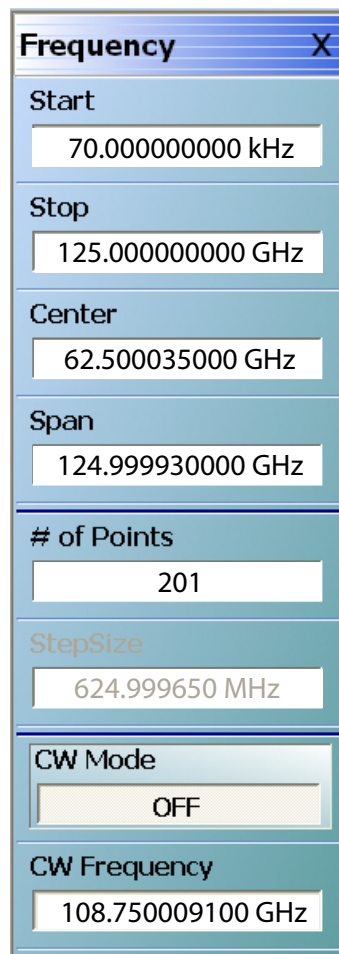 Frequency X
Start
70.000000000 kHz
Stop
125.000000000 GHz
Center
62.500035000 GHz
Span
124.999930000 GHz
# of Points
201
StepSize
624.999650 MHz
CW Mode
OFF
CW Frequency
108.750009100 GHz